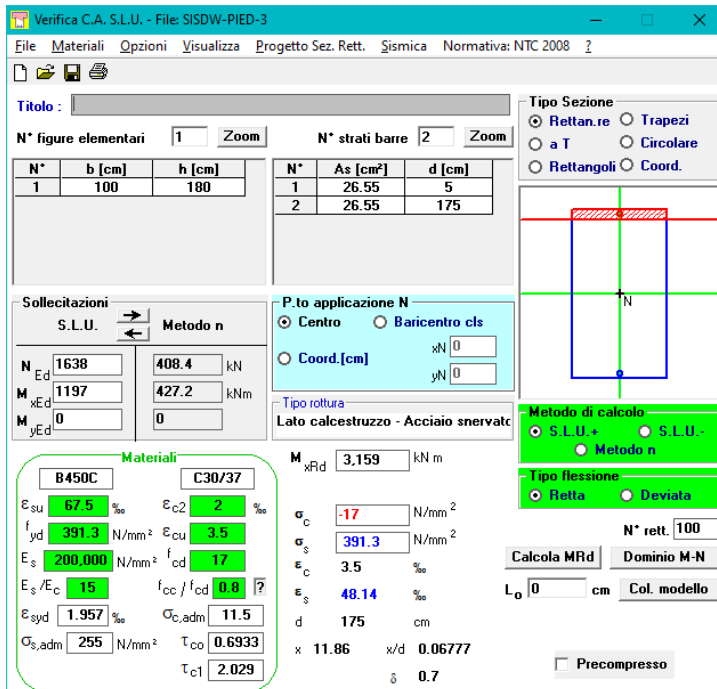 Verifica C.A. S.L.U. - File: SISDW-PIED-3
File Materiali Opzioni Visualizza Progetto Sez. Rett. Sismica Normativa: NTC 2008 ?
Titolo :
N° figure elementari 1 Zoom N° strati barre 2 Zoom
N° b [cm] h [cm]
1 100 180
N° As [cm²] d [cm]
1 26.55 5
2 26.55 175
Tipo Sezione
Rettan.re Trapezi
a T Circolare
Rettangoli Coord.
N
Sollecitazioni
S.L.U. Metodo n
N Ed 1638 408.4 kN
M xEd 1197 427.2 kNm
M yEd 0 0
P.to applicazione N
Centro Baricentro cls
Coord.[cm] xN 0
yN 0
Tipo rottura
Lato calcestruzzo - Acciaio snervato
Metodo di calcolo
S.L.U.+ S.L.U.-
Metodo n
Tipo flessione
Retta Deviata
Materiali
B450C C30/37
εsu 67.5 ‰ εc2 2 ‰
fyd 391.3 N/mm² εcu 3.5
Es 200,000 N/mm² fcd 17
Es/Ec 15 fcc / fcd 0.8 ?
εsyd 1.957 ‰ σc,adm 11.5
σs,adm 255 N/mm² τco 0.6933
τc1 2.029
M xRd 3,159 kN m
σc -17 N/mm²
σs 391.3 N/mm²
εc 3.5 ‰
εs 48.14 ‰
d 175 cm
x 11.86 x/d 0.06777
δ 0.7
N° rett. 100
Calcola MRd Dominio M-N
Lo 0 cm Col. modello
Precompresso